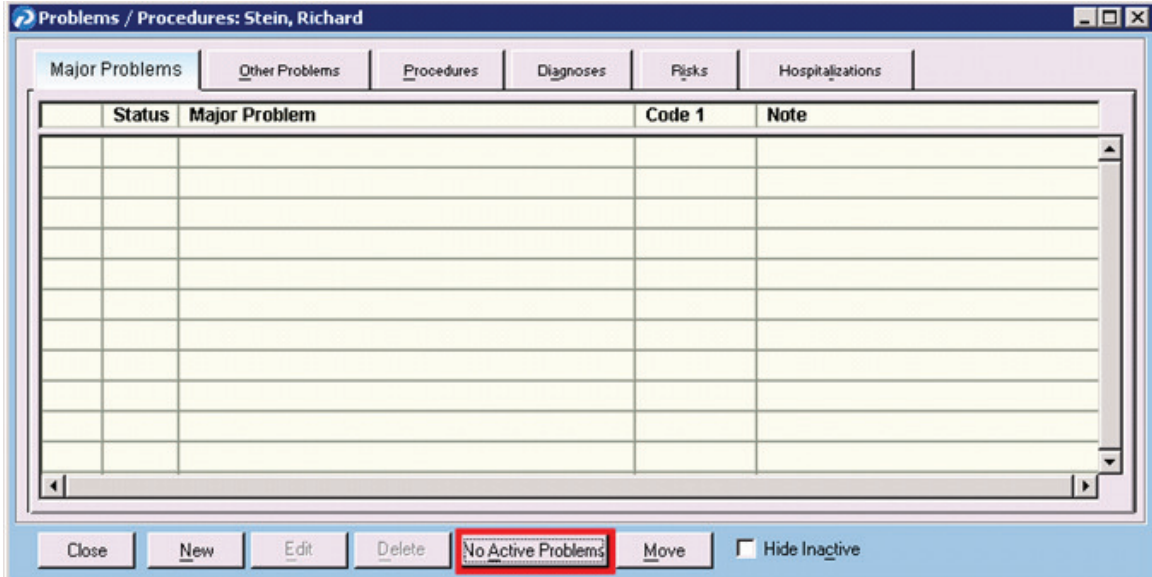 Problems / Procedures: Stein, Richard
Major Problems Other Problems Procedures Diagnoses Risks Hospitalizations
Status Major Problem Code 1 Note
Close New Edit Delete No Active Problems Move Hide Inactive